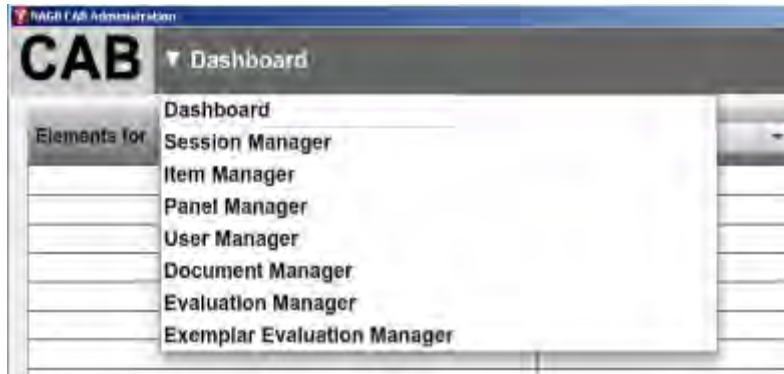 NAGB CAB Administration
CAB ▼ Dashboard
Dashboard
Elements for
Session Manager
Item Manager
Panel Manager
User Manager
Document Manager
Evaluation Manager
Exemplar Evaluation Manager